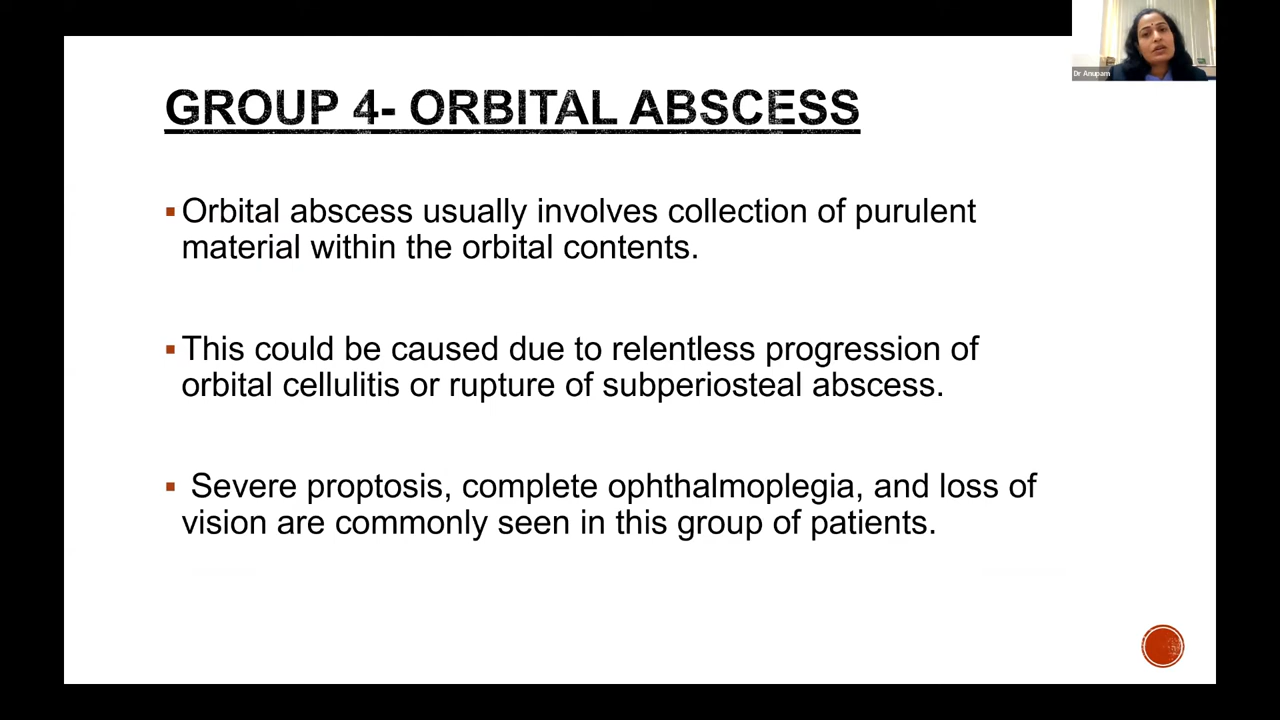 Dr Anupam
GROUP 4- ORBITAL ABSCESS
▪Orbital abscess usually involves collection of purulent
material within the orbital contents.
▪This could be caused due to relentless progression of
orbital cellulitis or rupture of subperiosteal abscess.
▪ Severe proptosis, complete ophthalmoplegia, and loss of
vision are commonly seen in this group of patients.